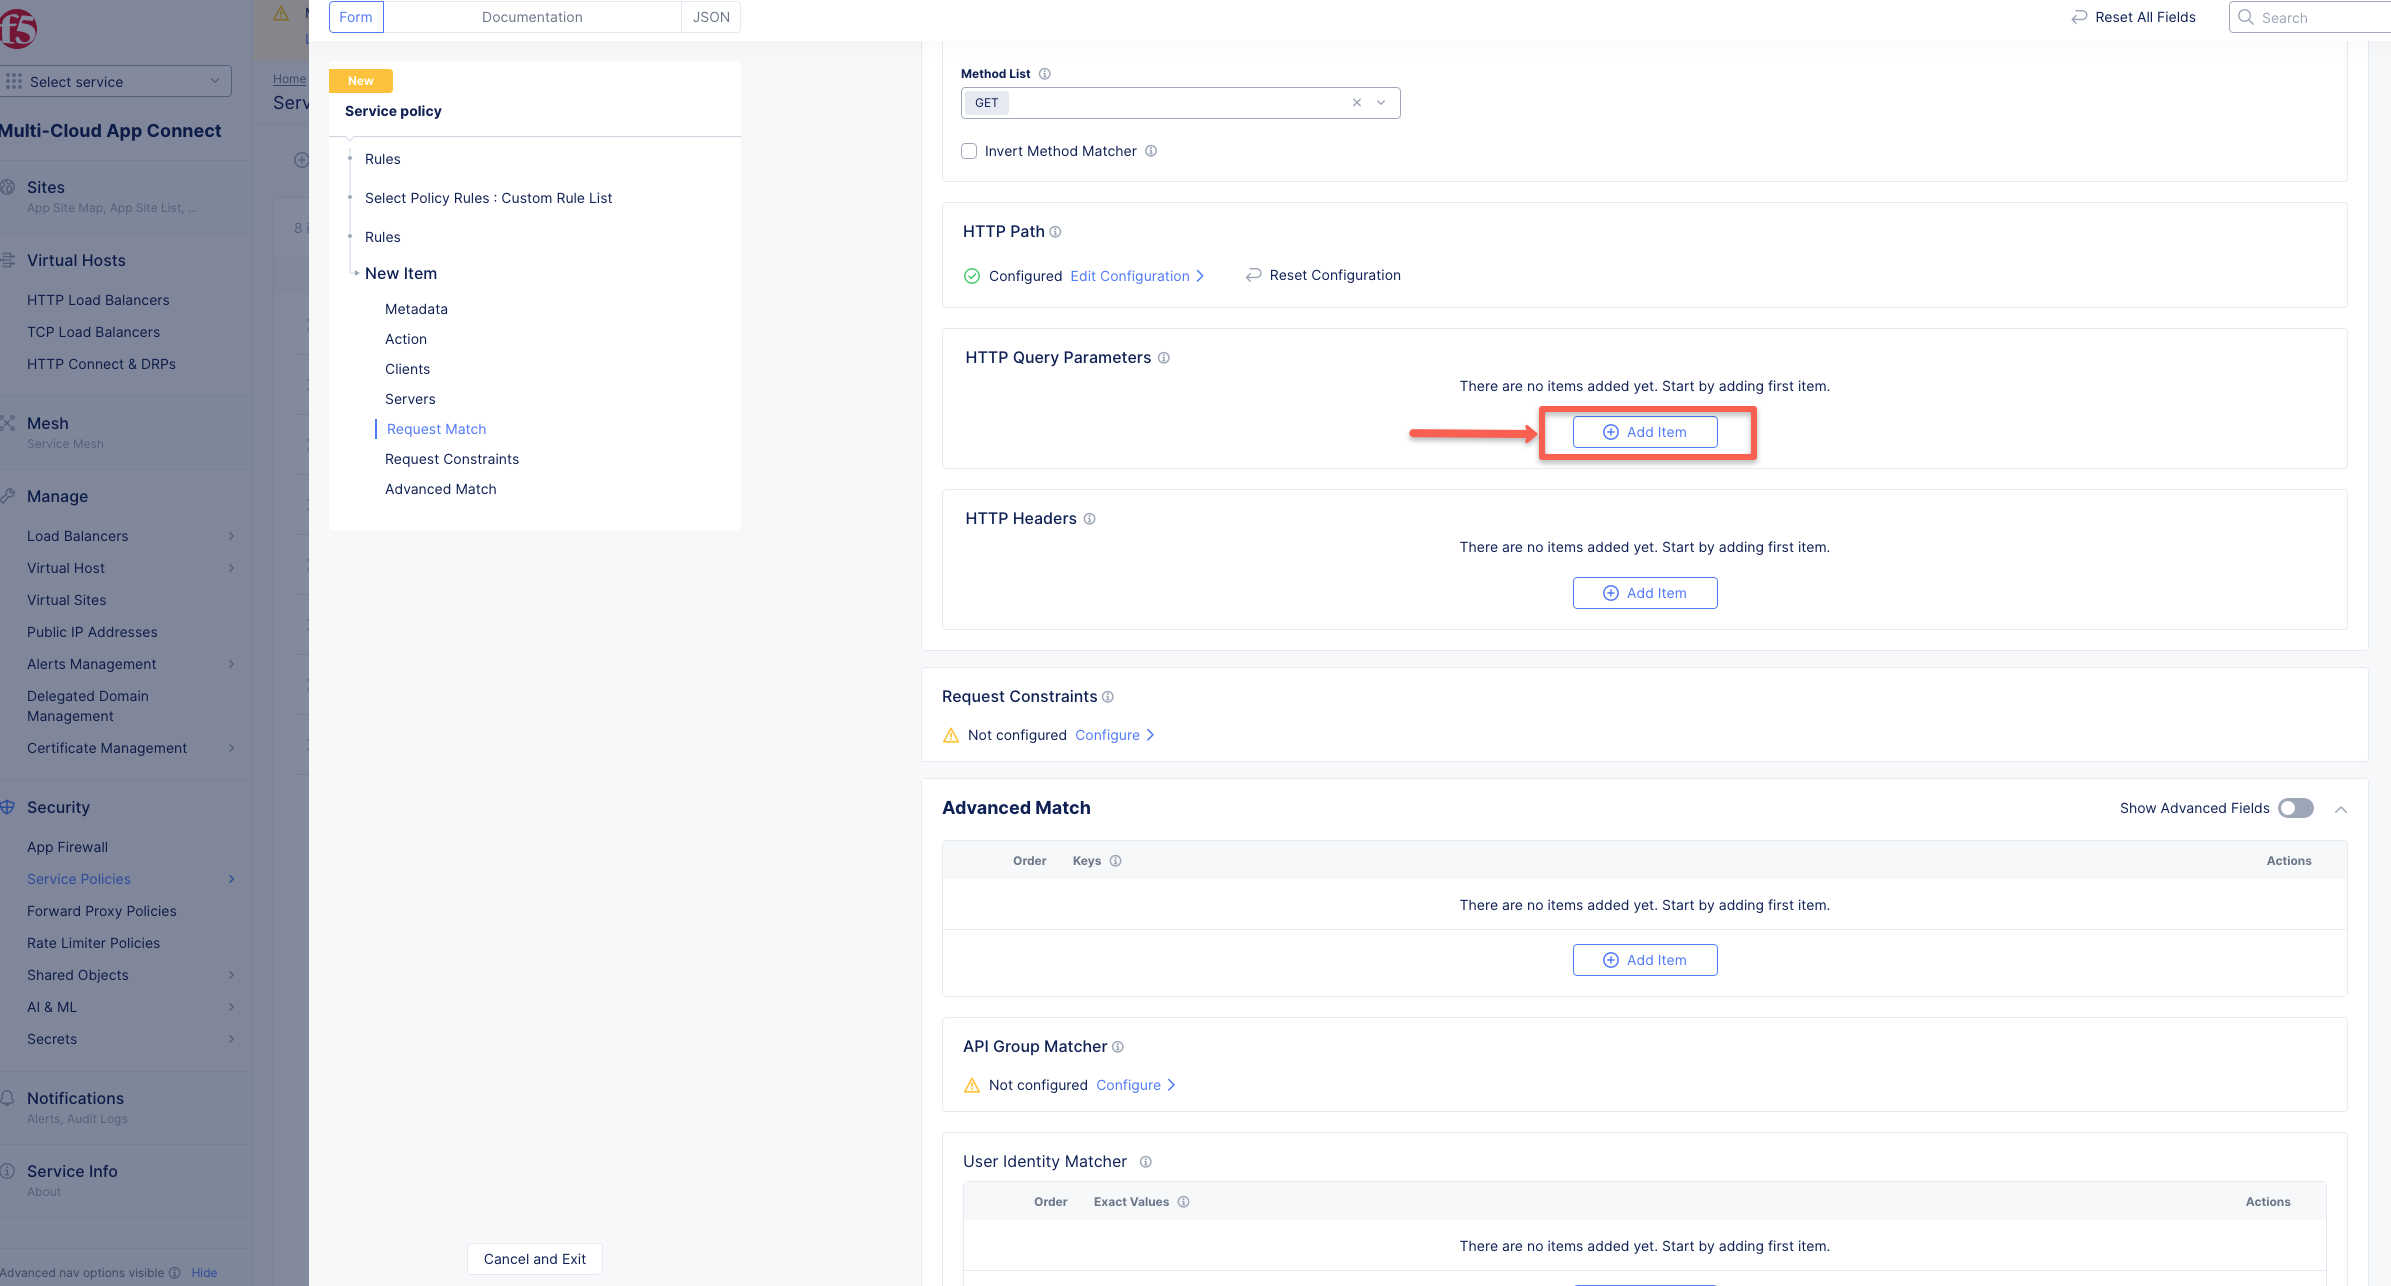 Form
Documentation
JSON
Reset All Fields
Search
f5
Select service
Multi-Cloud App Connect
Sites
App Site Map, App Site List, ...
Virtual Hosts
HTTP Load Balancers
TCP Load Balancers
HTTP Connect & DRPs
Mesh
Service Mesh
Manage
Load Balancers
Virtual Host
Virtual Sites
Public IP Addresses
Alerts Management
Delegated Domain
Management
Certificate Management
Security
App Firewall
Service Policies
Forward Proxy Policies
Rate Limiter Policies
Shared Objects
AI & ML
Secrets
Notifications
Alerts, Audit Logs
Service Info
About
Advanced nav options visible
Hide
Home
Serv
8 i
New
Service policy
Rules
Select Policy Rules : Custom Rule List
Rules
New Item
Metadata
Action
Clients
Servers
Request Match
Request Constraints
Advanced Match
Cancel and Exit
Method List
GET
Invert Method Matcher
HTTP Path
Configured Edit Configuration
Reset Configuration
HTTP Query Parameters
There are no items added yet. Start by adding first item.
Add Item
HTTP Headers
There are no items added yet. Start by adding first item.
Add Item
Request Constraints
Not configured Configure
Advanced Match
Show Advanced Fields
Order Keys Actions
There are no items added yet. Start by adding first item.
Add Item
API Group Matcher
Not configured Configure
User Identity Matcher
Order Exact Values Actions
There are no items added yet. Start by adding first item.